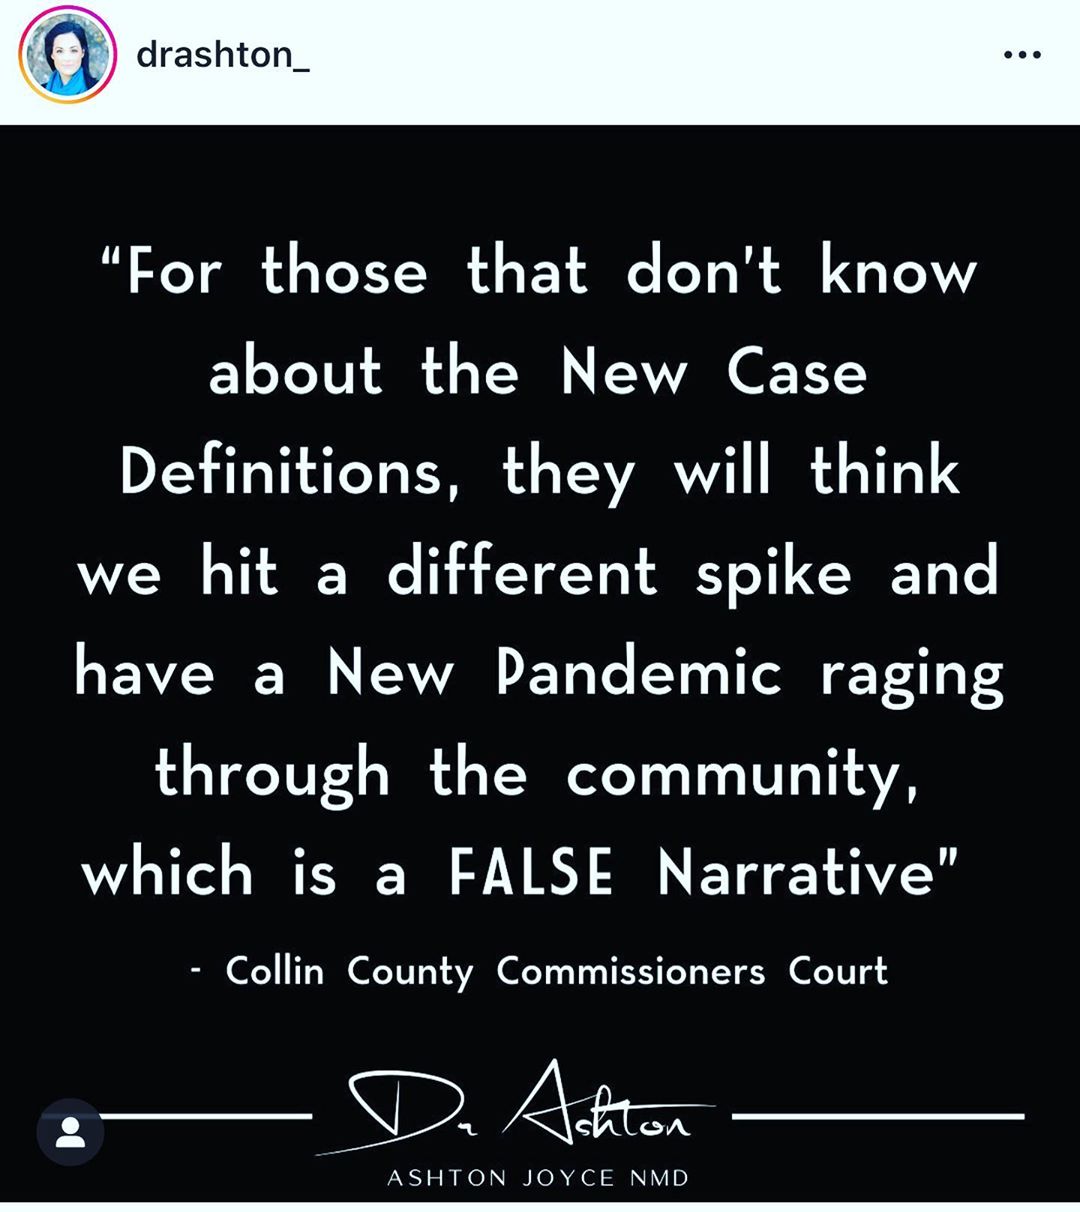 drashton_
“For those that don't know
about the New Case
Definitions, they will think
we hit a different spike and
have a New Pandemic raging
through the community,
which is a FALSE Narrative”
- Collin County Commissioners Court
Dr Ashton
ASHTON JOYCE NMD